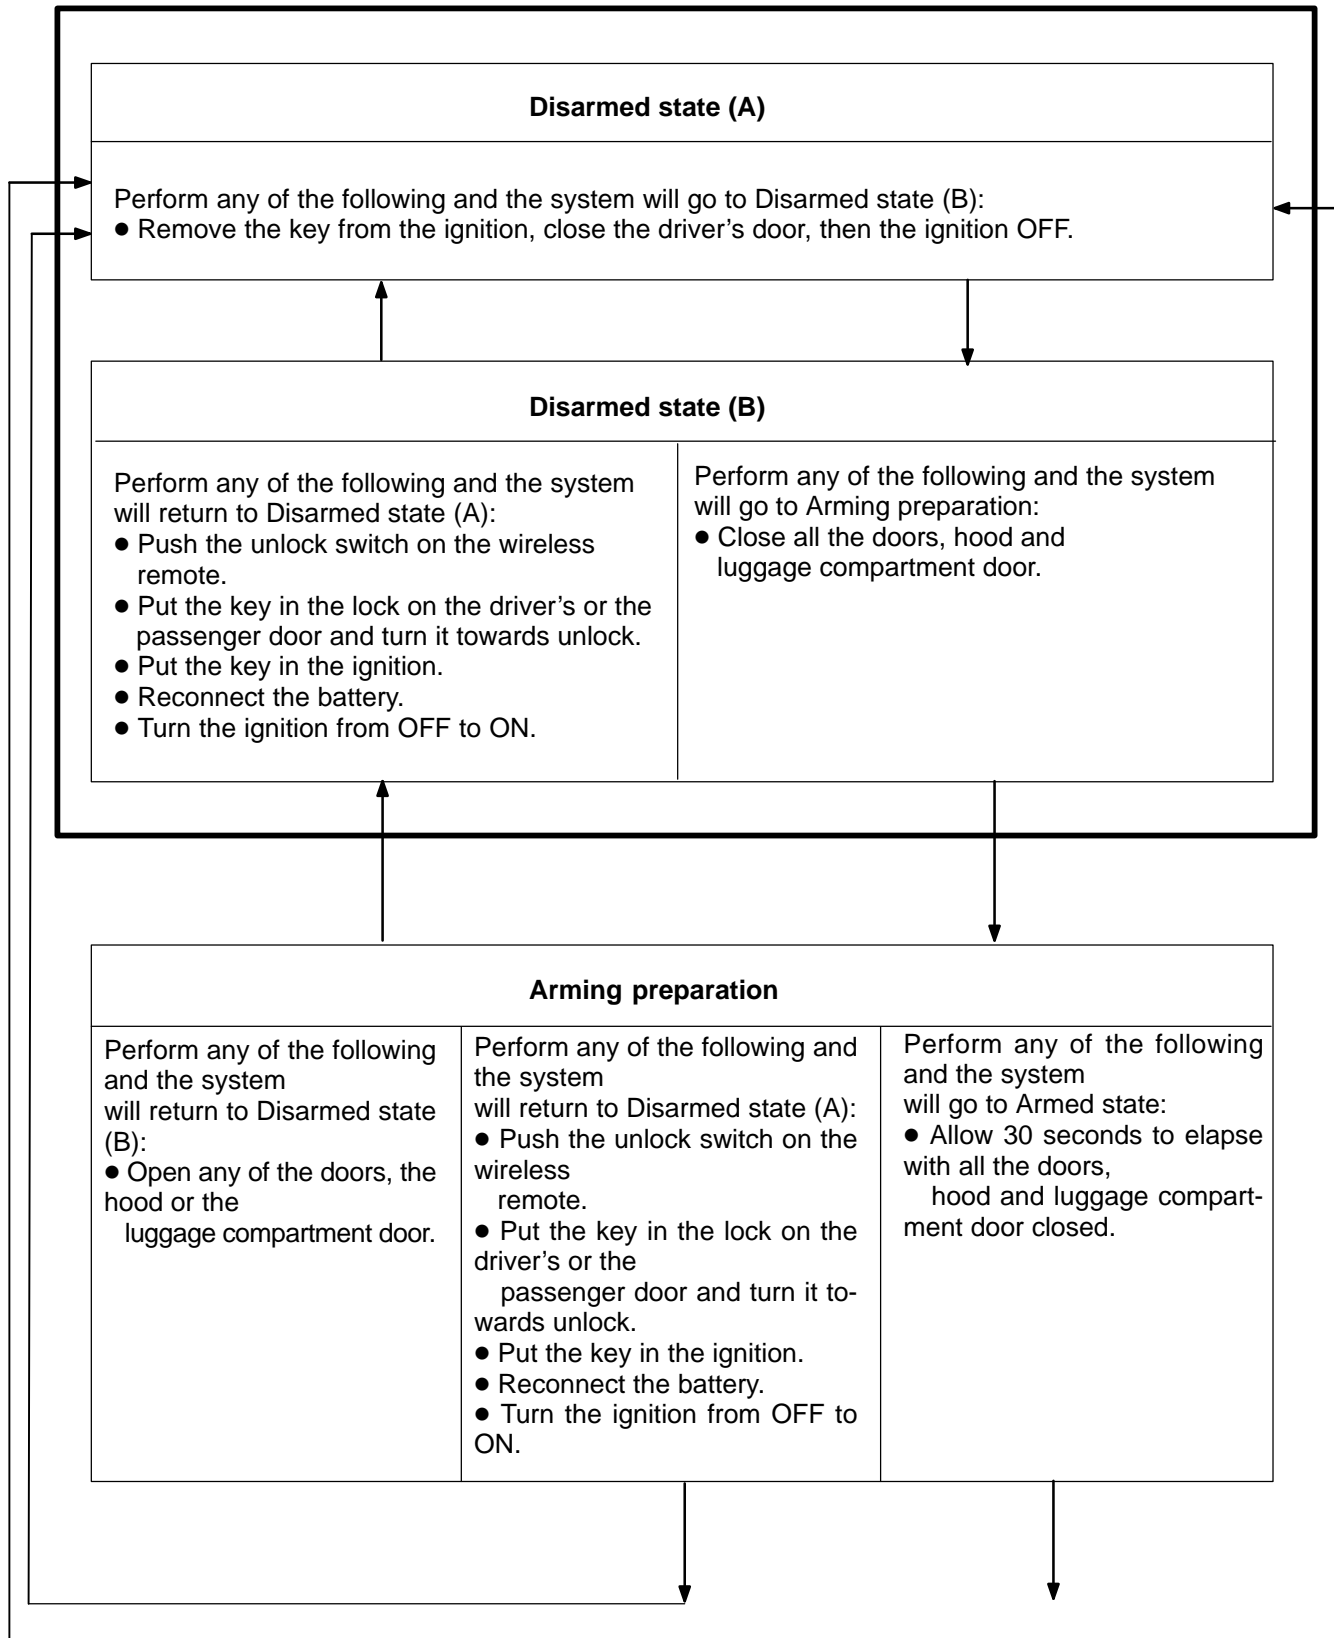 Disarmed state (A)
Perform any of the following and the system will go to Disarmed state (B):
● Remove the key from the ignition, close the driver's door, then the ignition OFF.
Disarmed state (B)
Perform any of the following and the system
will return to Disarmed state (A):
● Push the unlock switch on the wireless
remote.
● Put the key in the lock on the driver's or the
passenger door and turn it towards unlock.
● Put the key in the ignition.
● Reconnect the battery.
● Turn the ignition from OFF to ON.
Perform any of the following and the system
will go to Arming preparation:
● Close all the doors, hood and
luggage compartment door.
Arming preparation
Perform any of the following
and the system
will return to Disarmed state
(B):
● Open any of the doors, the
hood or the
luggage compartment door.
Perform any of the following and
the system
will return to Disarmed state (A):
● Push the unlock switch on the
wireless
remote.
● Put the key in the lock on the
driver's or the
passenger door and turn it to-
wards unlock.
● Put the key in the ignition.
● Reconnect the battery.
● Turn the ignition from OFF to
ON.
Perform any of the following
and the system
will go to Armed state:
● Allow 30 seconds to elapse
with all the doors,
hood and luggage compart-
ment door closed.